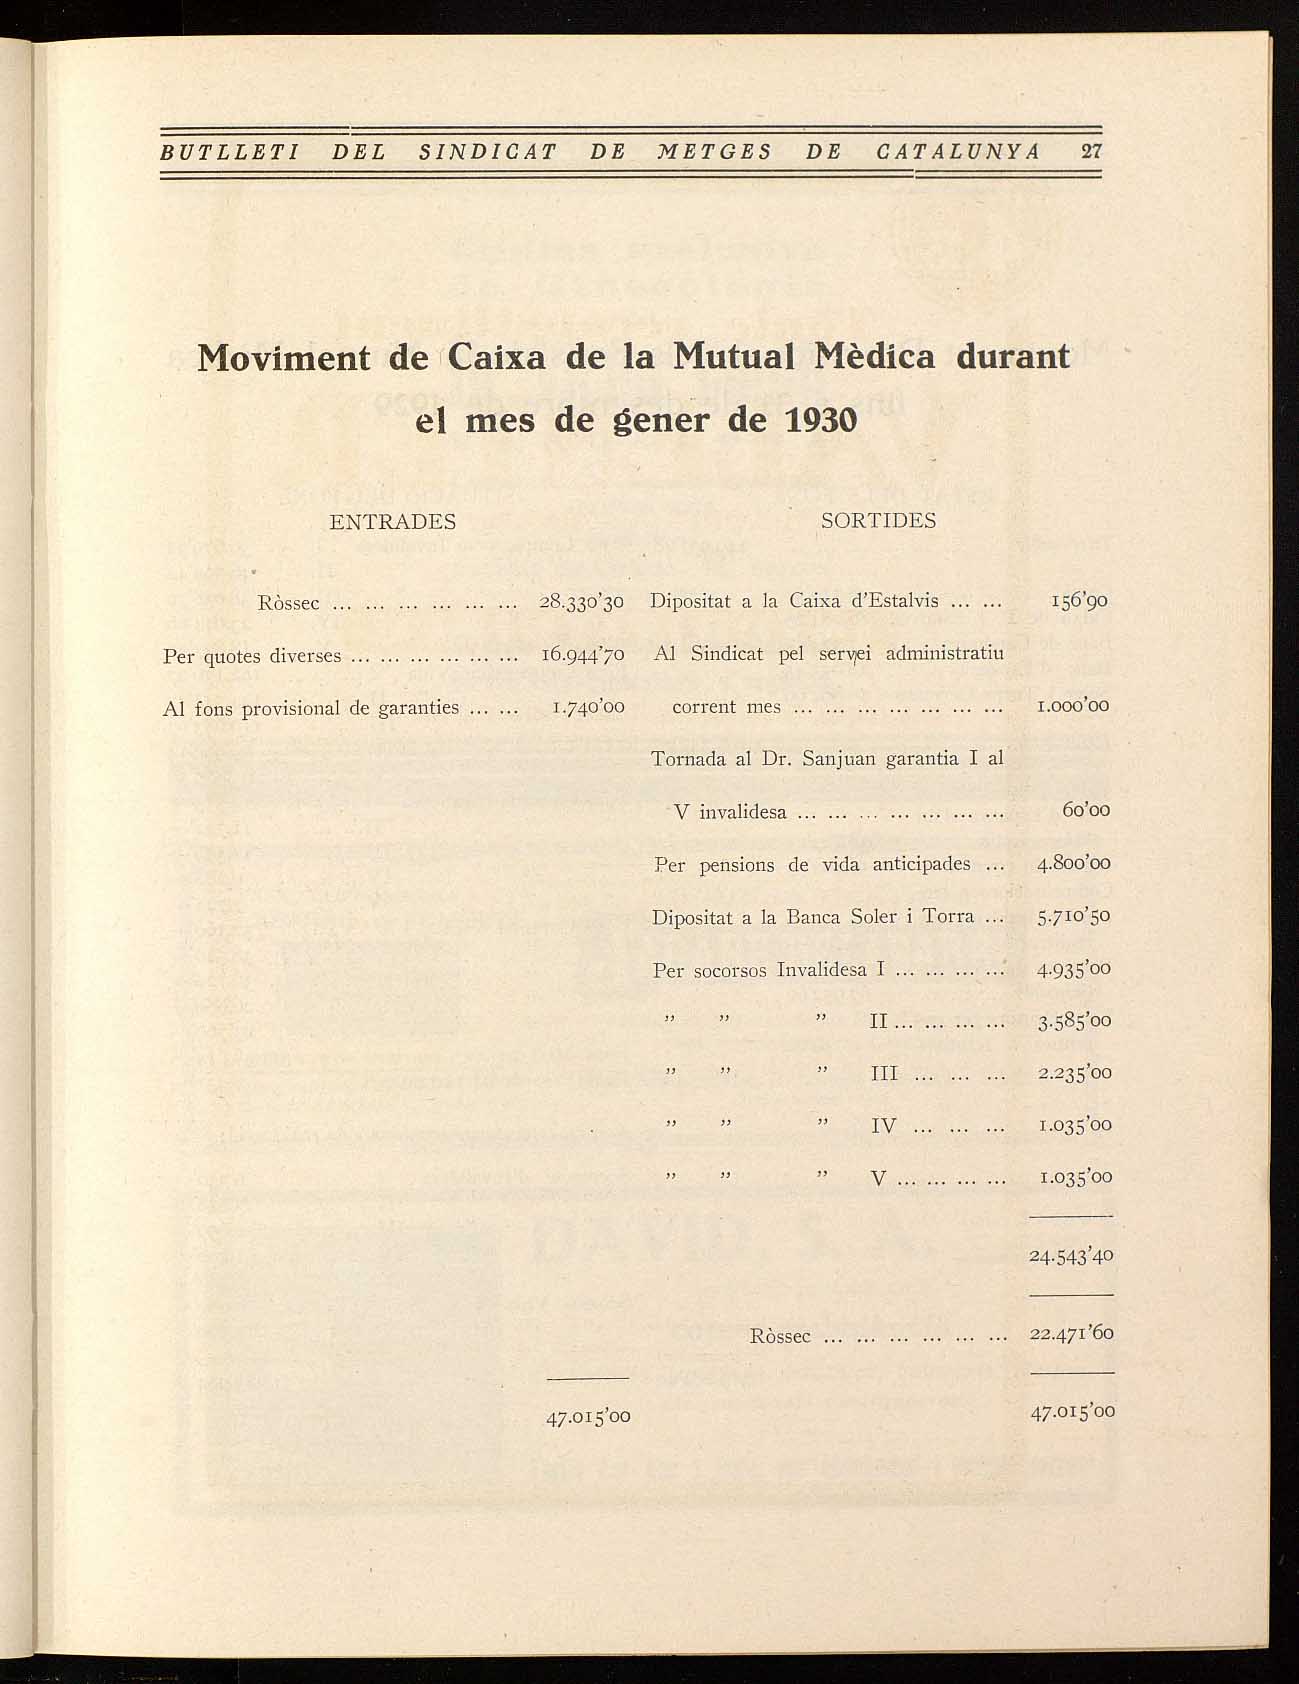 BUTLLETI DEL SINDICAT DE METGES DE CATALUNYA 27
Moviment de Caixa de la Mutual Mèdica durant
el mes de gener de 1930
ENTRADES
Ròssec ... ... ... ... ... ... 28.330'30
Per quotes diverses ... ... ... ... ... ... 16.944'70
Al fons provisional de garanties ... ... 1.740'00
47.015'00
SORTIDES
Dipositat a la Caixa d'Estalvis ... ... 156'90
Al Sindicat pel servei administratiu
corrent mes ... ... ... ... ... ... ... 1.000'00
Tornada al Dr. Sanjuan garantia I al
V invalidesa ... ... ... ... ... ... ... 60'00
Per pensions de vida anticipades ... 4.800'00
Dipositat a la Banca Soler i Torra ... 5.710'50
Per socorsos Invalidesa I ... ... ... ... 4.935'00
" " " II ... ... ... ... 3.585'00
" " " III ... ... ... 2.235'00
" " " IV ... ... ... 1.035'00
" " " V ... ... ... ... 1.035'00
24.543'40
Ròssec ... ... ... ... ... ... 22.471'60
47.015'00